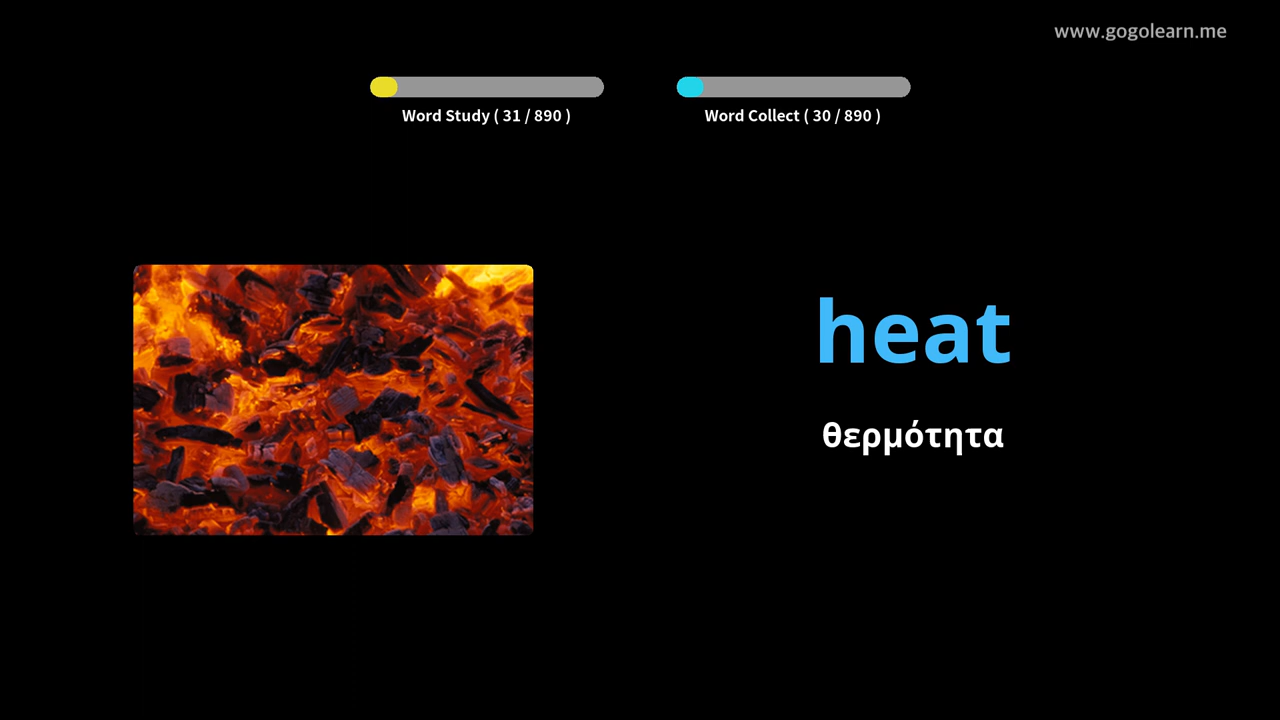 www.gogolearn.me
Word Study ( 31 / 890 )
Word Collect ( 30 / 890 )
heat
θερμότητα